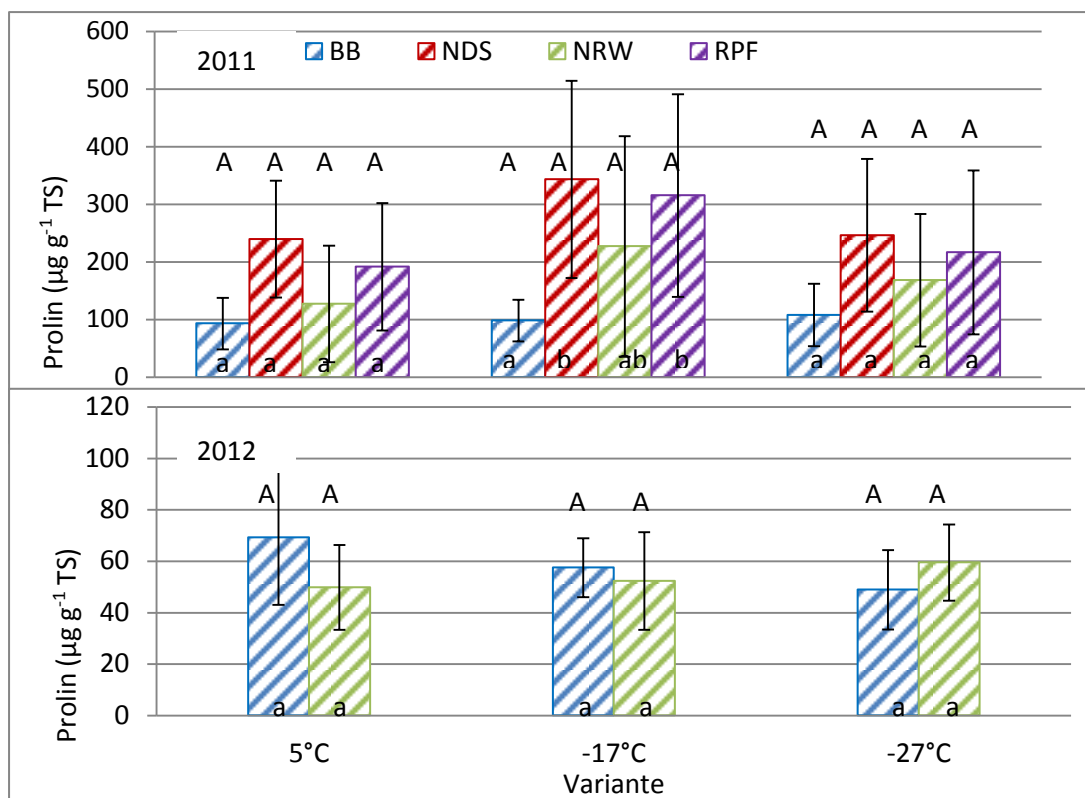 600
2011 BB NDS NRW RPF
500
400
A A A A A A A A A A A A
300
200
100
0
a a a a a b ab b a a a a
Prolin (µg g⁻¹ TS)
120
2012
100
80
A A A A A A
60
40
20
0
a a a a a a
Prolin (µg g⁻¹ TS)
5°C -17°C -27°C
Variante